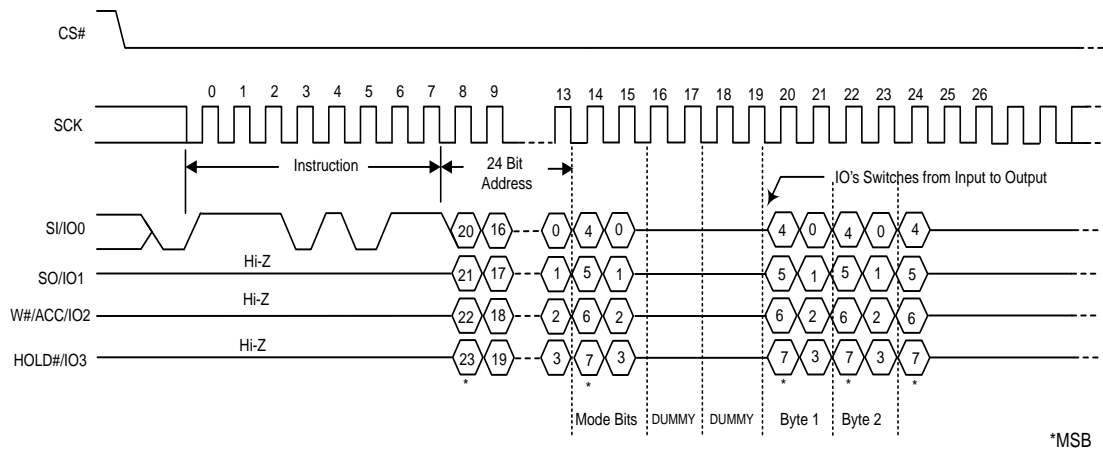 CS#
0 1 2 3 4 5 6 7 8 9 13 14 15 16 17 18 19 20 21 22 23 24 25 26
SCK
Instruction
24 Bit
Address
IO's Switches from Input to Output
SI/IO0
20 16 0 4 0 4 0 4 0 4
Hi-Z
SO/IO1
21 17 1 5 1 5 1 5 1 5
Hi-Z
W#/ACC/IO2
22 18 2 6 2 6 2 6 2 6
Hi-Z
HOLD#/IO3
23 19 3 7 3 7 3 7 3 7
* * * * *
Mode Bits DUMMY DUMMY Byte 1 Byte 2
*MSB